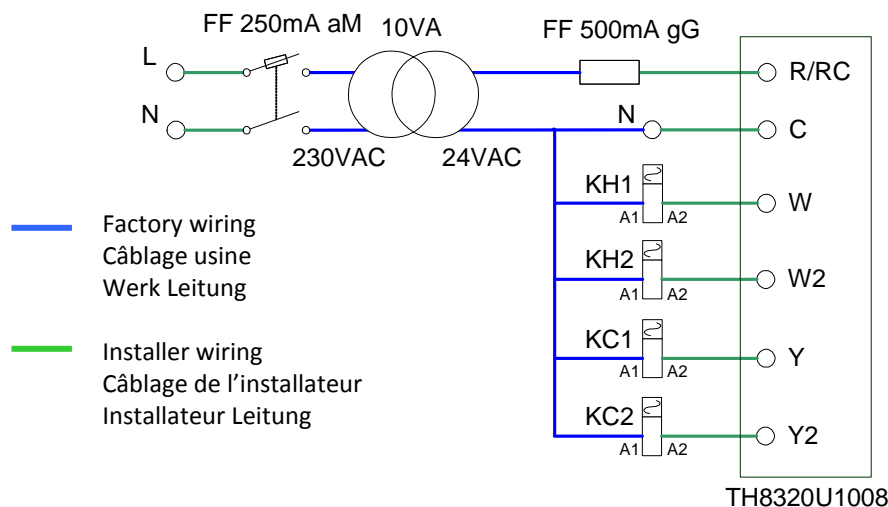 FF 250mA aM
10VA
FF 500mA gG
L
R/RC
N
N
C
230VAC
24VAC
KH1
A1
A2
W
KH2
A1
A2
W2
KC1
A1
A2
Y
KC2
A1
A2
Y2
TH8320U1008
Factory wiring
Câblage usine
Werk Leitung
Installer wiring
Câblage de l’installateur
Installateur Leitung